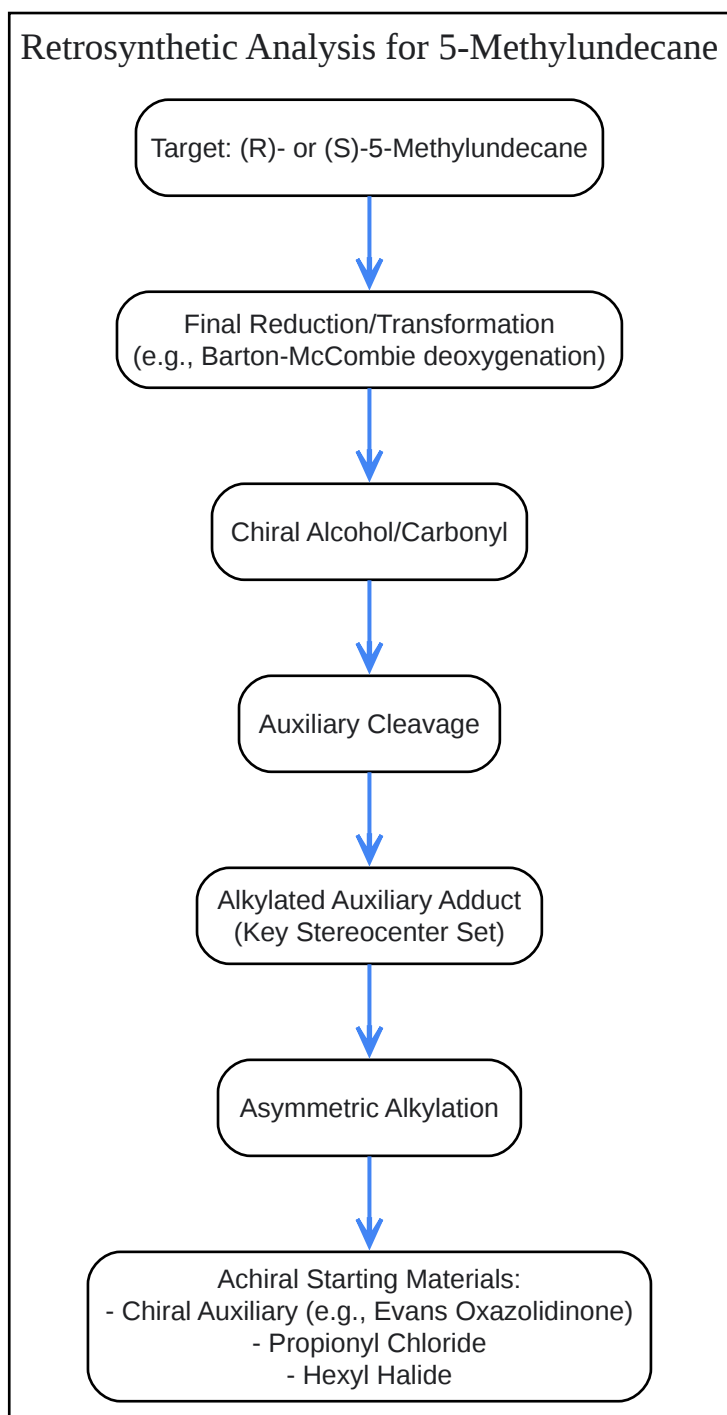 Retrosynthetic Analysis for 5-Methylundecane
Target: (R)- or (S)-5-Methylundecane
Final Reduction/Transformation
(e.g., Barton-McCombie deoxygenation)
Chiral Alcohol/Carbonyl
Auxiliary Cleavage
Alkylated Auxiliary Adduct
(Key Stereocenter Set)
Asymmetric Alkylation
Achiral Starting Materials:
- Chiral Auxiliary (e.g., Evans Oxazolidinone)
- Propionyl Chloride
- Hexyl Halide